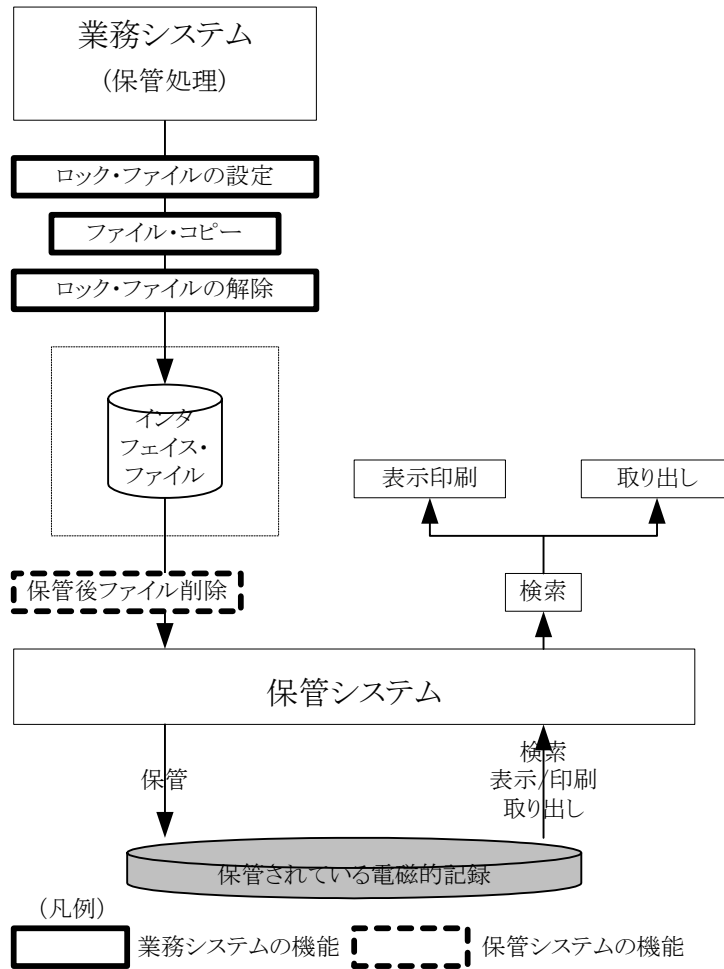 業務システム
(保管処理)
ロック・ファイルの設定
ファイル・コピー
ロック・ファイルの解除
インタ
フェイス・
ファイル
表示印刷
取り出し
保管後ファイル削除
検索
保管システム
保管
検索
表示/印刷
取り出し
保管されている電磁的記録
(凡例)
業務システムの機能
保管システムの機能